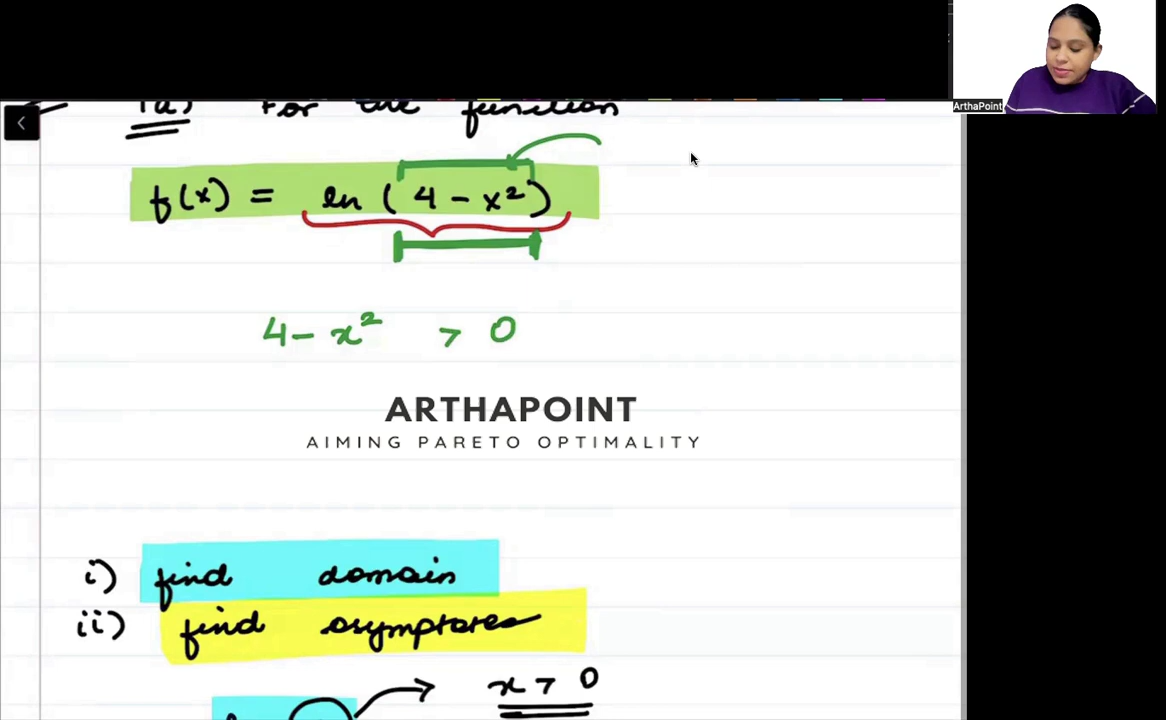 ArthaPoint
(a) For the function
f(x) = ln (4 - x²)
4 - x² > 0
ARTHAPOINT
AIMING PARETO OPTIMALITY
i) find domain
ii) find asymptotes
x > 0